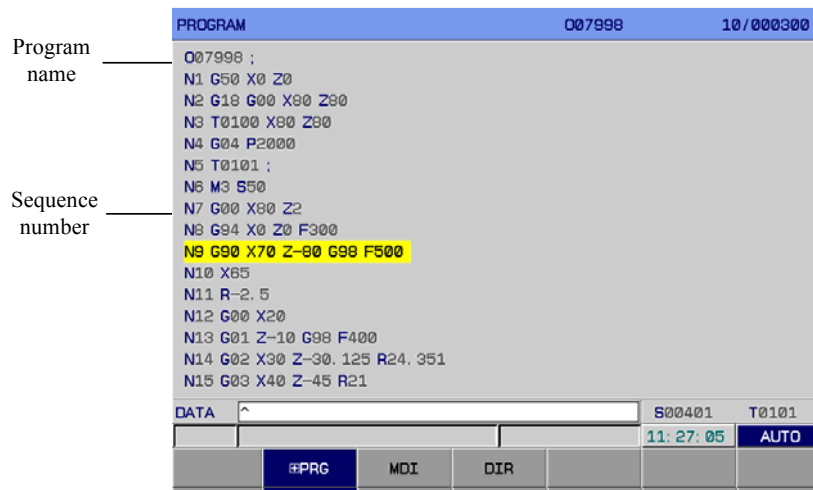 PROGRAM O07998 10/000300
Program name
O07998 ;
N1 G50 X0 Z0
N2 G18 G00 X80 Z80
N3 T0100 X80 Z80
N4 G04 P2000
N5 T0101 ;
N6 M3 S50
Sequence number
N7 G00 X80 Z2
N8 G94 X0 Z0 F300
N9 G90 X70 Z-80 G98 F500
N10 X65
N11 R-2.5
N12 G00 X20
N13 G01 Z-10 G98 F400
N14 G02 X30 Z-30.125 R24.351
N15 G03 X40 Z-45 R21
DATA ^ S00401 T0101
11:27:05 AUTO
⊞PRG MDI DIR